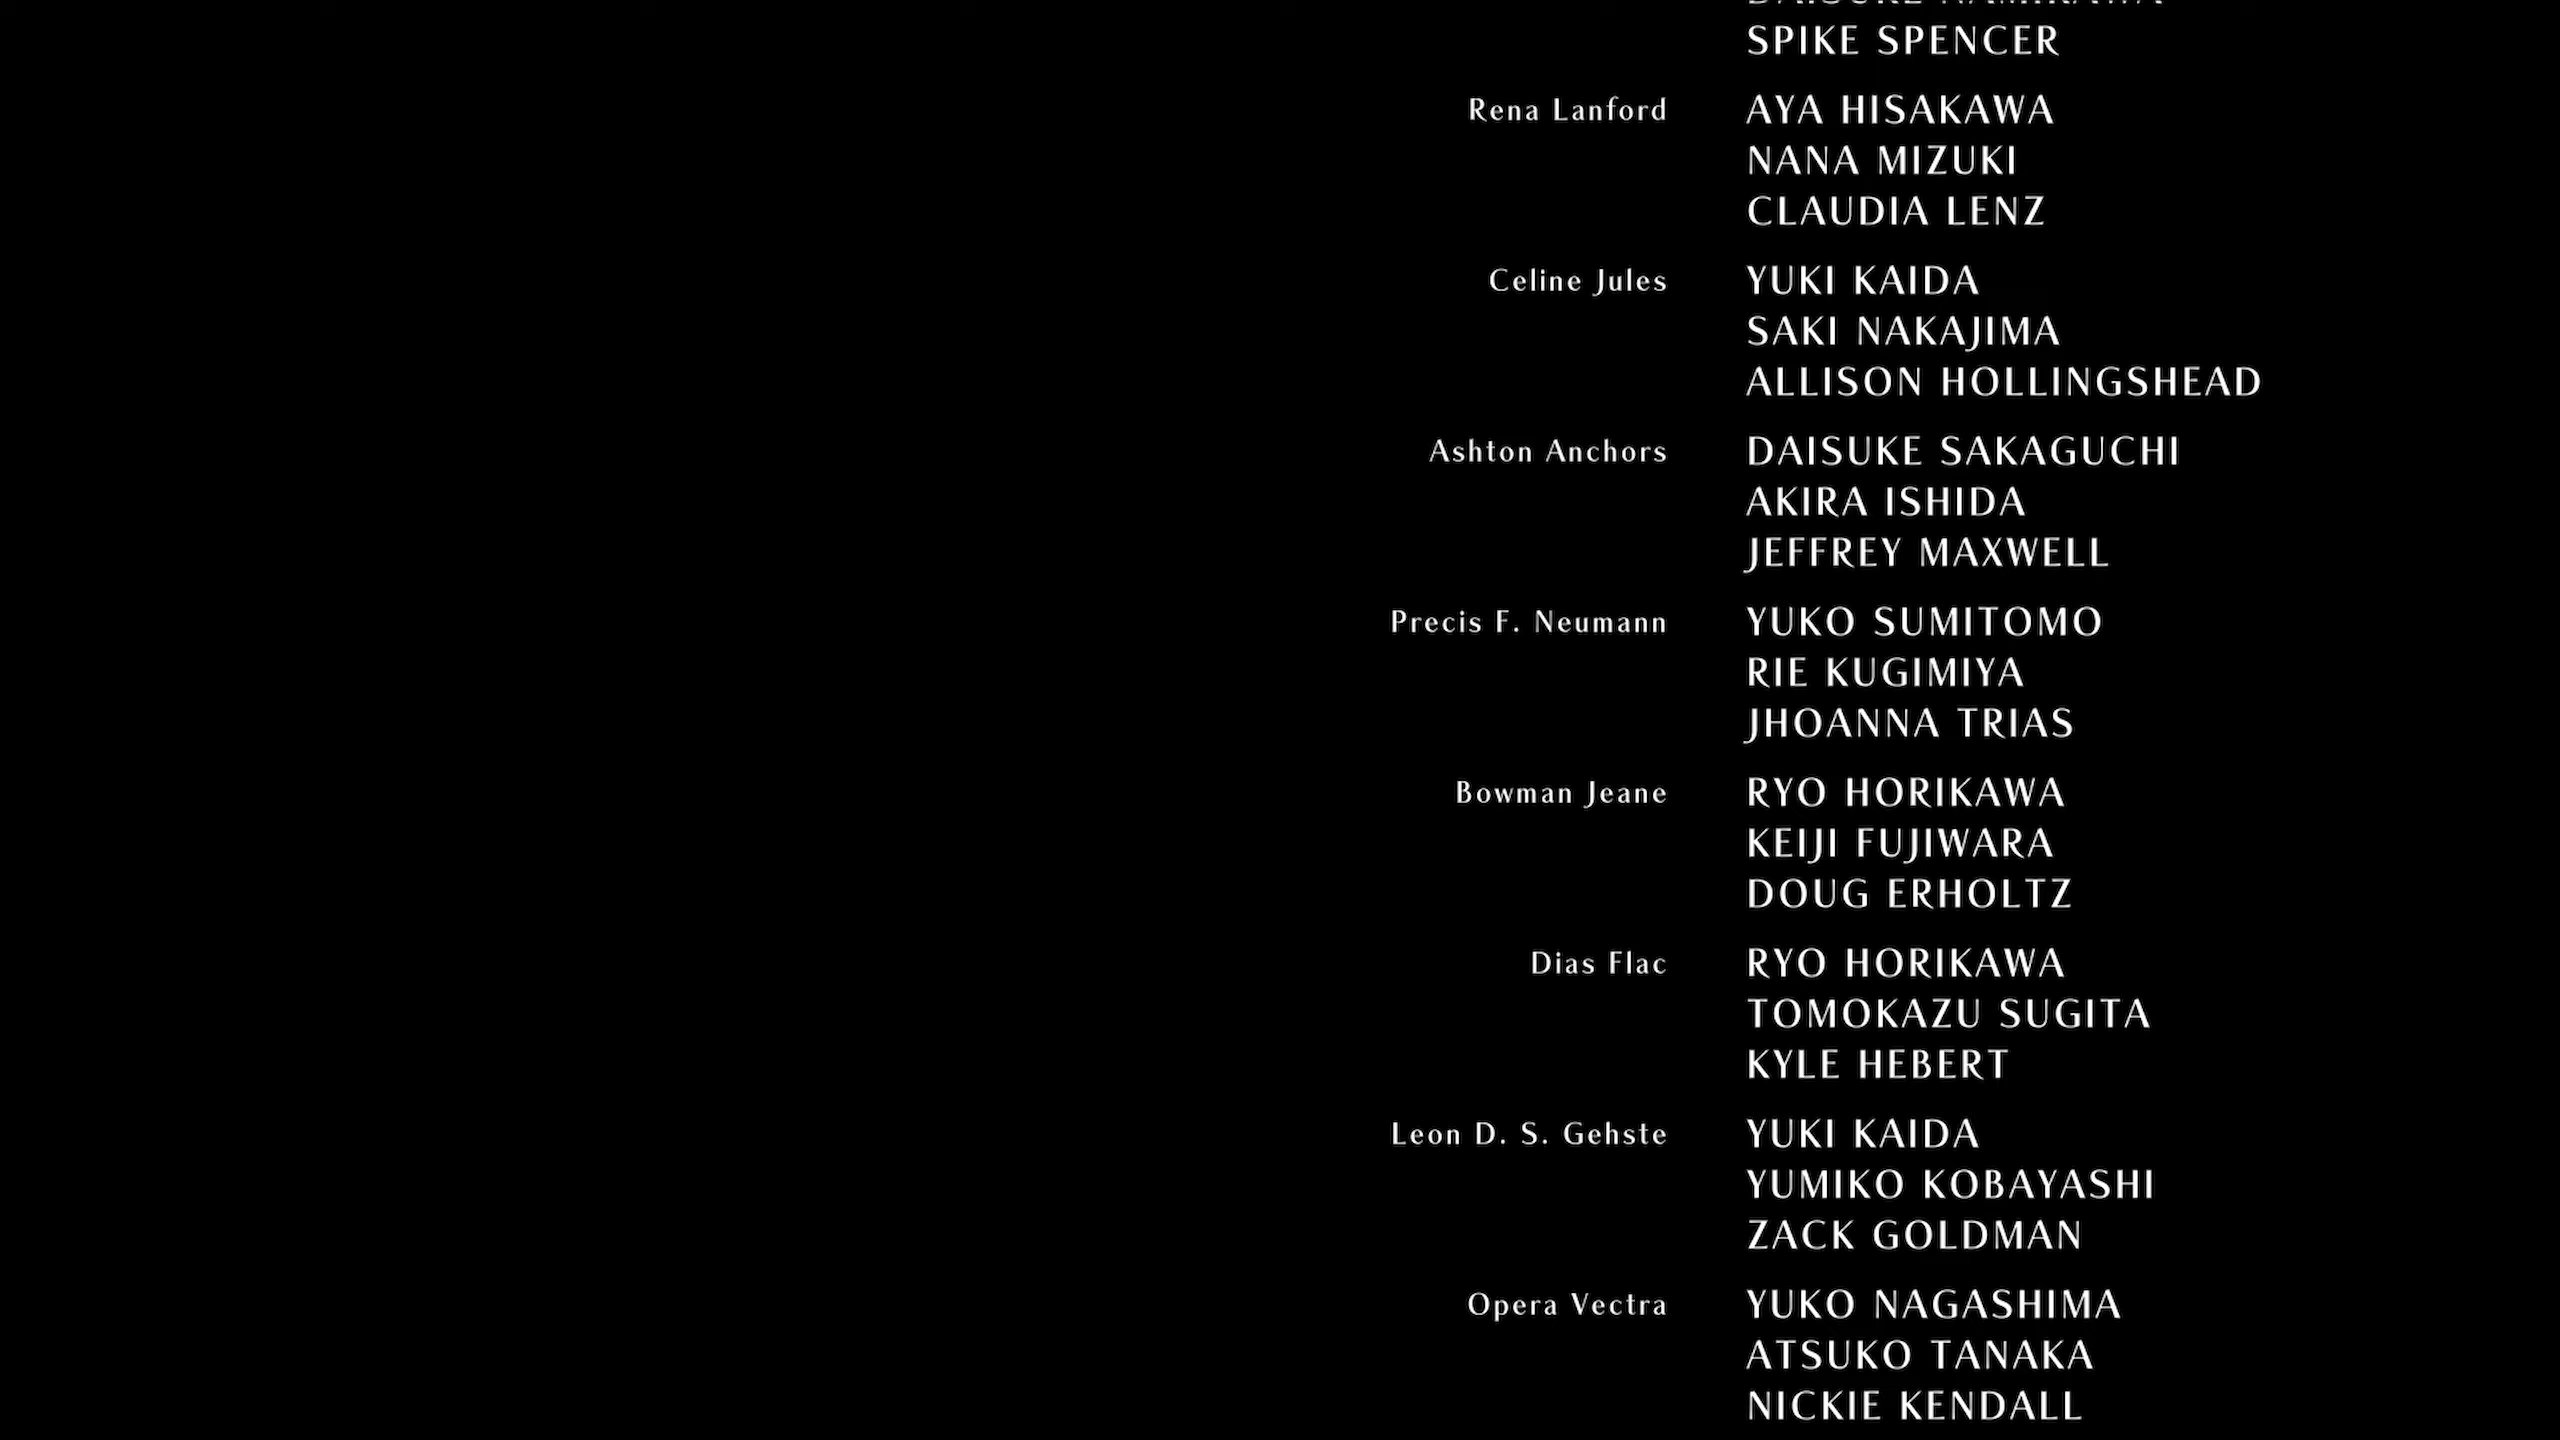 DAISUKE NAMIKAWA
SPIKE SPENCER
Rena Lanford AYA HISAKAWA
NANA MIZUKI
CLAUDIA LENZ
Celine Jules YUKI KAIDA
SAKI NAKAJIMA
ALLISON HOLLINGSHEAD
Ashton Anchors DAISUKE SAKAGUCHI
AKIRA ISHIDA
JEFFREY MAXWELL
Precis F. Neumann YUKO SUMITOMO
RIE KUGIMIYA
JHOANNA TRIAS
Bowman Jeane RYO HORIKAWA
KEIJI FUJIWARA
DOUG ERHOLTZ
Dias Flac RYO HORIKAWA
TOMOKAZU SUGITA
KYLE HEBERT
Leon D. S. Gehste YUKI KAIDA
YUMIKO KOBAYASHI
ZACK GOLDMAN
Opera Vectra YUKO NAGASHIMA
ATSUKO TANAKA
NICKIE KENDALL